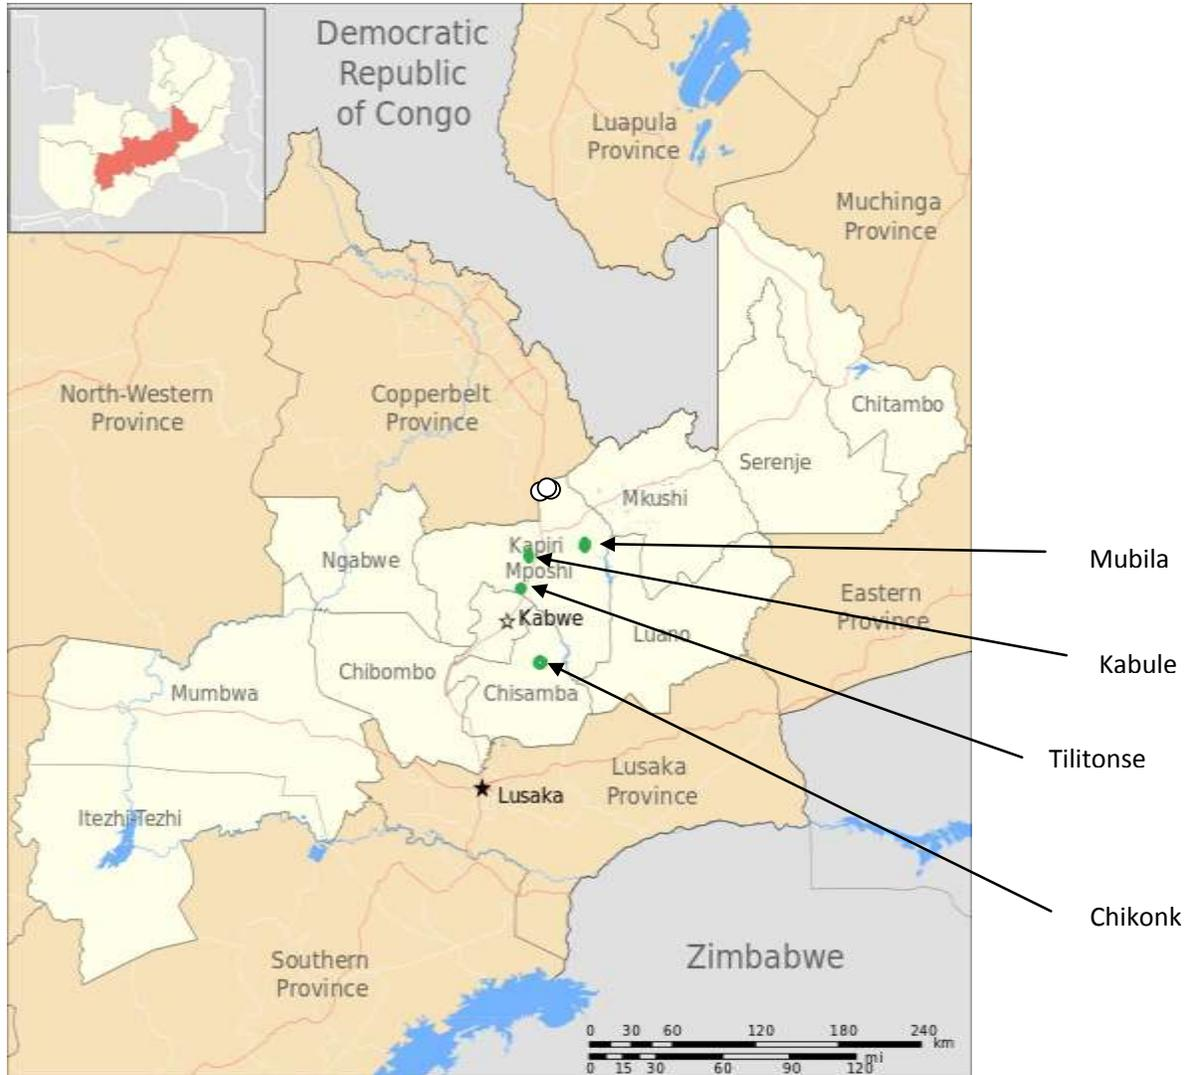 Democratic
Republic
of Congo
Luapula
Province
Muchinga
Province
North-Western
Province
Copperbelt
Province
Chitambo
Serenje
Mkushi
Ngabwe
Kapiri
Mposhi
Mubila
Eastern
Province
Kabwe
Luano
Kabule
Chibombo
Mumbwa
Chisamba
Tilitonse
Lusaka
Province
Lusaka
Itezhi-Tezhi
Chikonk
Southern
Province
Zimbabwe
0 30 60 120 180 240
km
mi
0 15 30 60 90 120